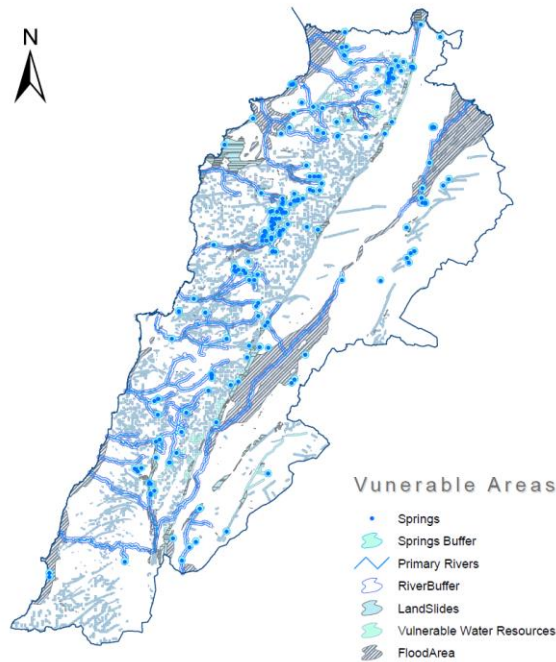 N
Vunerable Areas
Springs
Springs Buffer
Primary Rivers
RiverBuffer
LandSlides
Vulnerable Water Resources
FloodArea